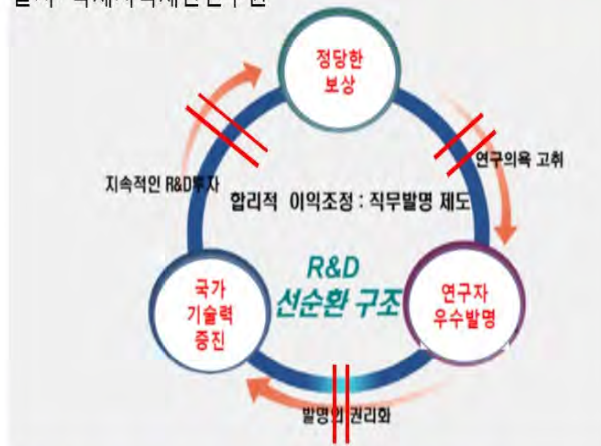 정당한
보상
연구의욕 고취
지속적인 R&D투자
합리적 이익조정 : 직무발명 제도
R&D
선순환 구조
국가
기술력
증진
연구자
우수발명
발명의 권리화